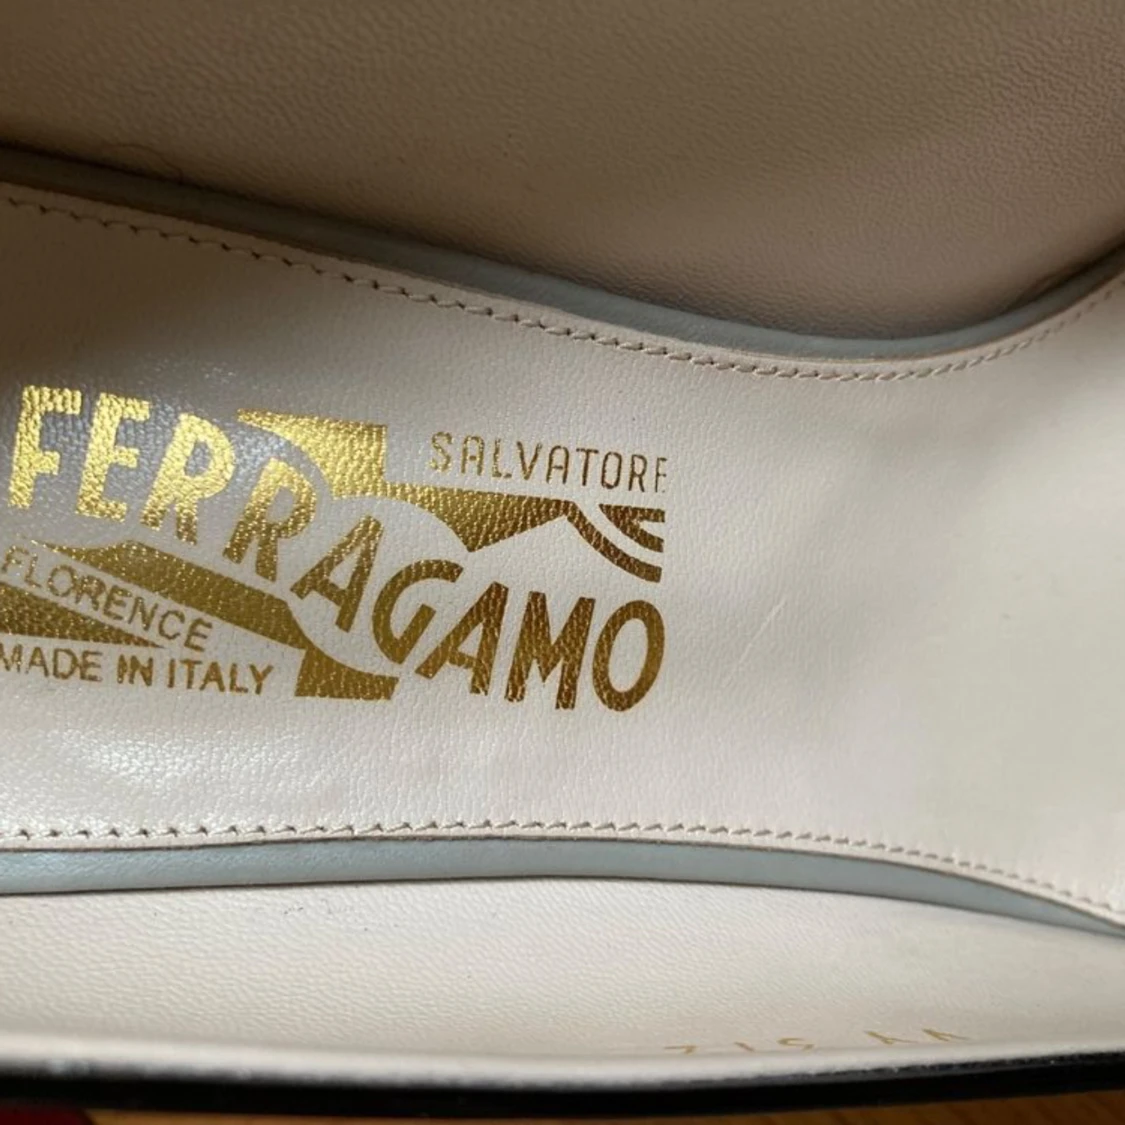 SALVATORE
FERRAGAMO
FLORENCE
MADE IN ITALY